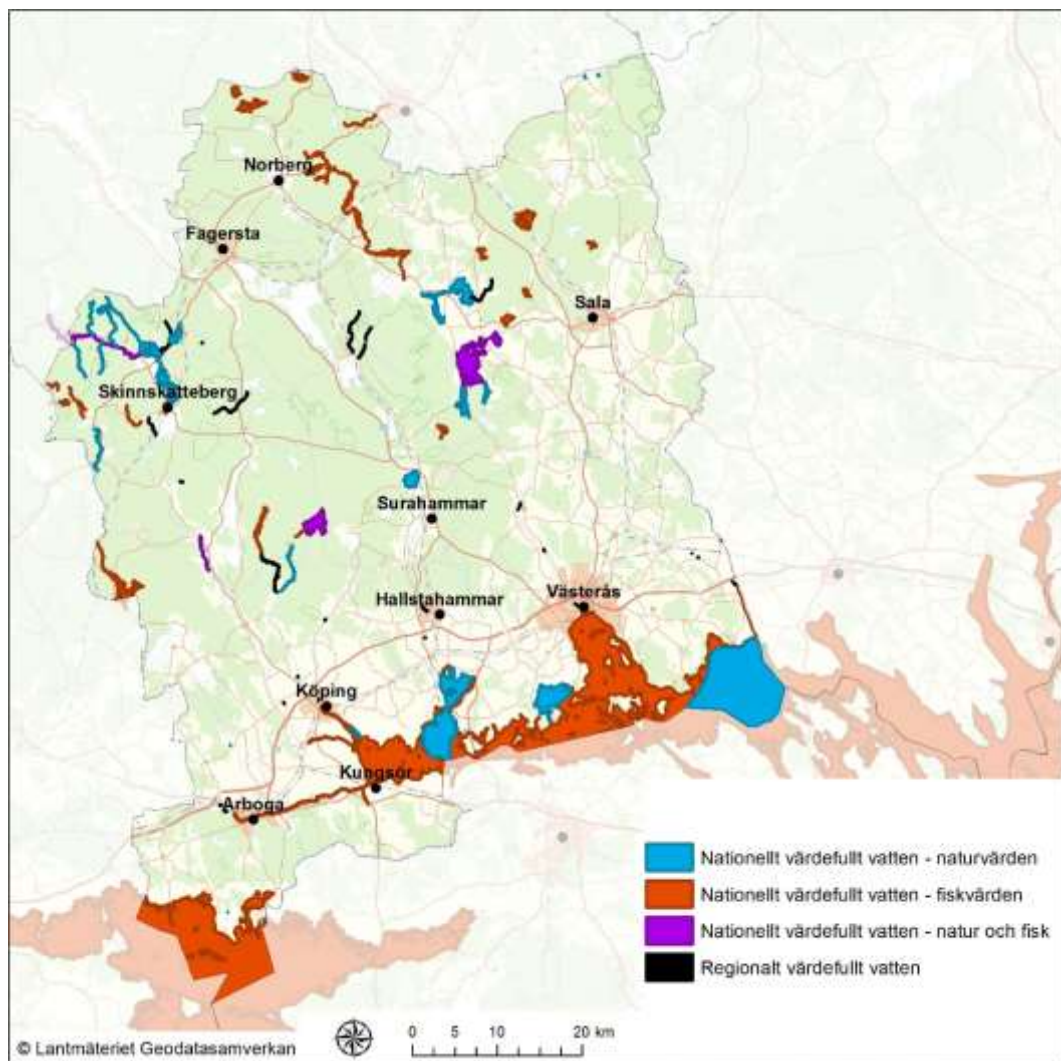 Norberg
Fagersta
Sala
Skinnskatteberg
Surahammar
Hallstahammar
Västerås
Köping
Kungsör
Arboga
Nationellt värdefullt vatten - naturvärden
Nationellt värdefullt vatten - fiskvärden
Nationellt värdefullt vatten - natur och fisk
Regionalt värdefullt vatten
© Lantmäteriet Geodatasamverkan
0 5 10 20 km